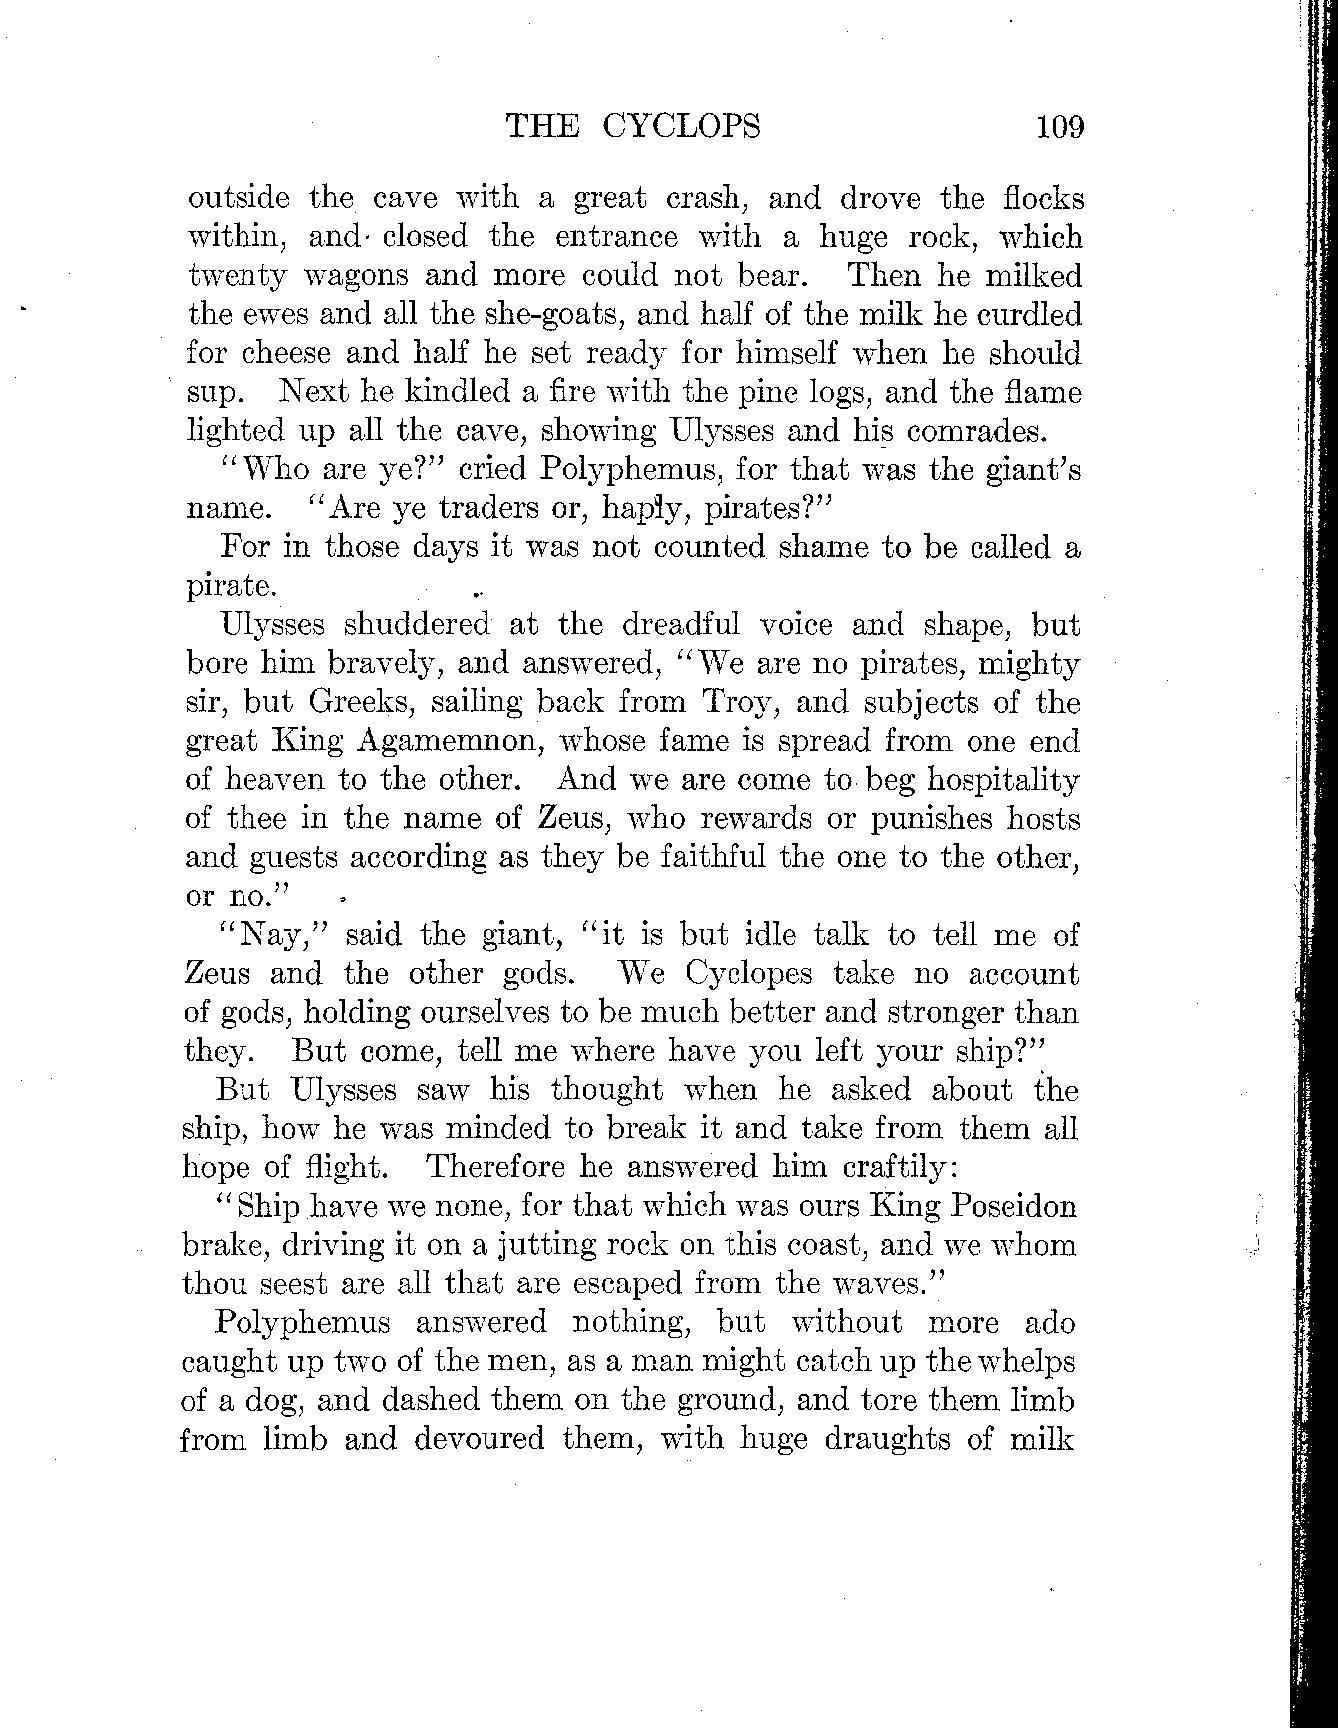 THE CYCLOPS 109
outside the cave with a great crash, and drove the flocks
within, and closed the entrance with a huge rock, which
twenty wagons and more could not bear. Then he milked
the ewes and all the she-goats, and half of the milk he curdled
for cheese and half he set ready for himself when he should
sup. Next he kindled a fire with the pine logs, and the flame
lighted up all the cave, showing Ulysses and his comrades.
"Who are ye?" cried Polyphemus, for that was the giant's
name. "Are ye traders or, haply, pirates?"
For in those days it was not counted shame to be called a
pirate.
Ulysses shuddered at the dreadful voice and shape, but
bore him bravely, and answered, "We are no pirates, mighty
sir, but Greeks, sailing back from Troy, and subjects of the
great King Agamemnon, whose fame is spread from one end
of heaven to the other. And we are come to beg hospitality
of thee in the name of Zeus, who rewards or punishes hosts
and guests according as they be faithful the one to the other,
or no."
"Nay," said the giant, "it is but idle talk to tell me of
Zeus and the other gods. We Cyclopes take no account
of gods, holding ourselves to be much better and stronger than
they. But come, tell me where have you left your ship?"
But Ulysses saw his thought when he asked about the
ship, how he was minded to break it and take from them all
hope of flight. Therefore he answered him craftily:
"Ship have we none, for that which was ours King Poseidon
brake, driving it on a jutting rock on this coast, and we whom
thou seest are all that are escaped from the waves."
Polyphemus answered nothing, but without more ado
caught up two of the men, as a man might catch up the whelps
of a dog, and dashed them on the ground, and tore them limb
from limb and devoured them, with huge draughts of milk